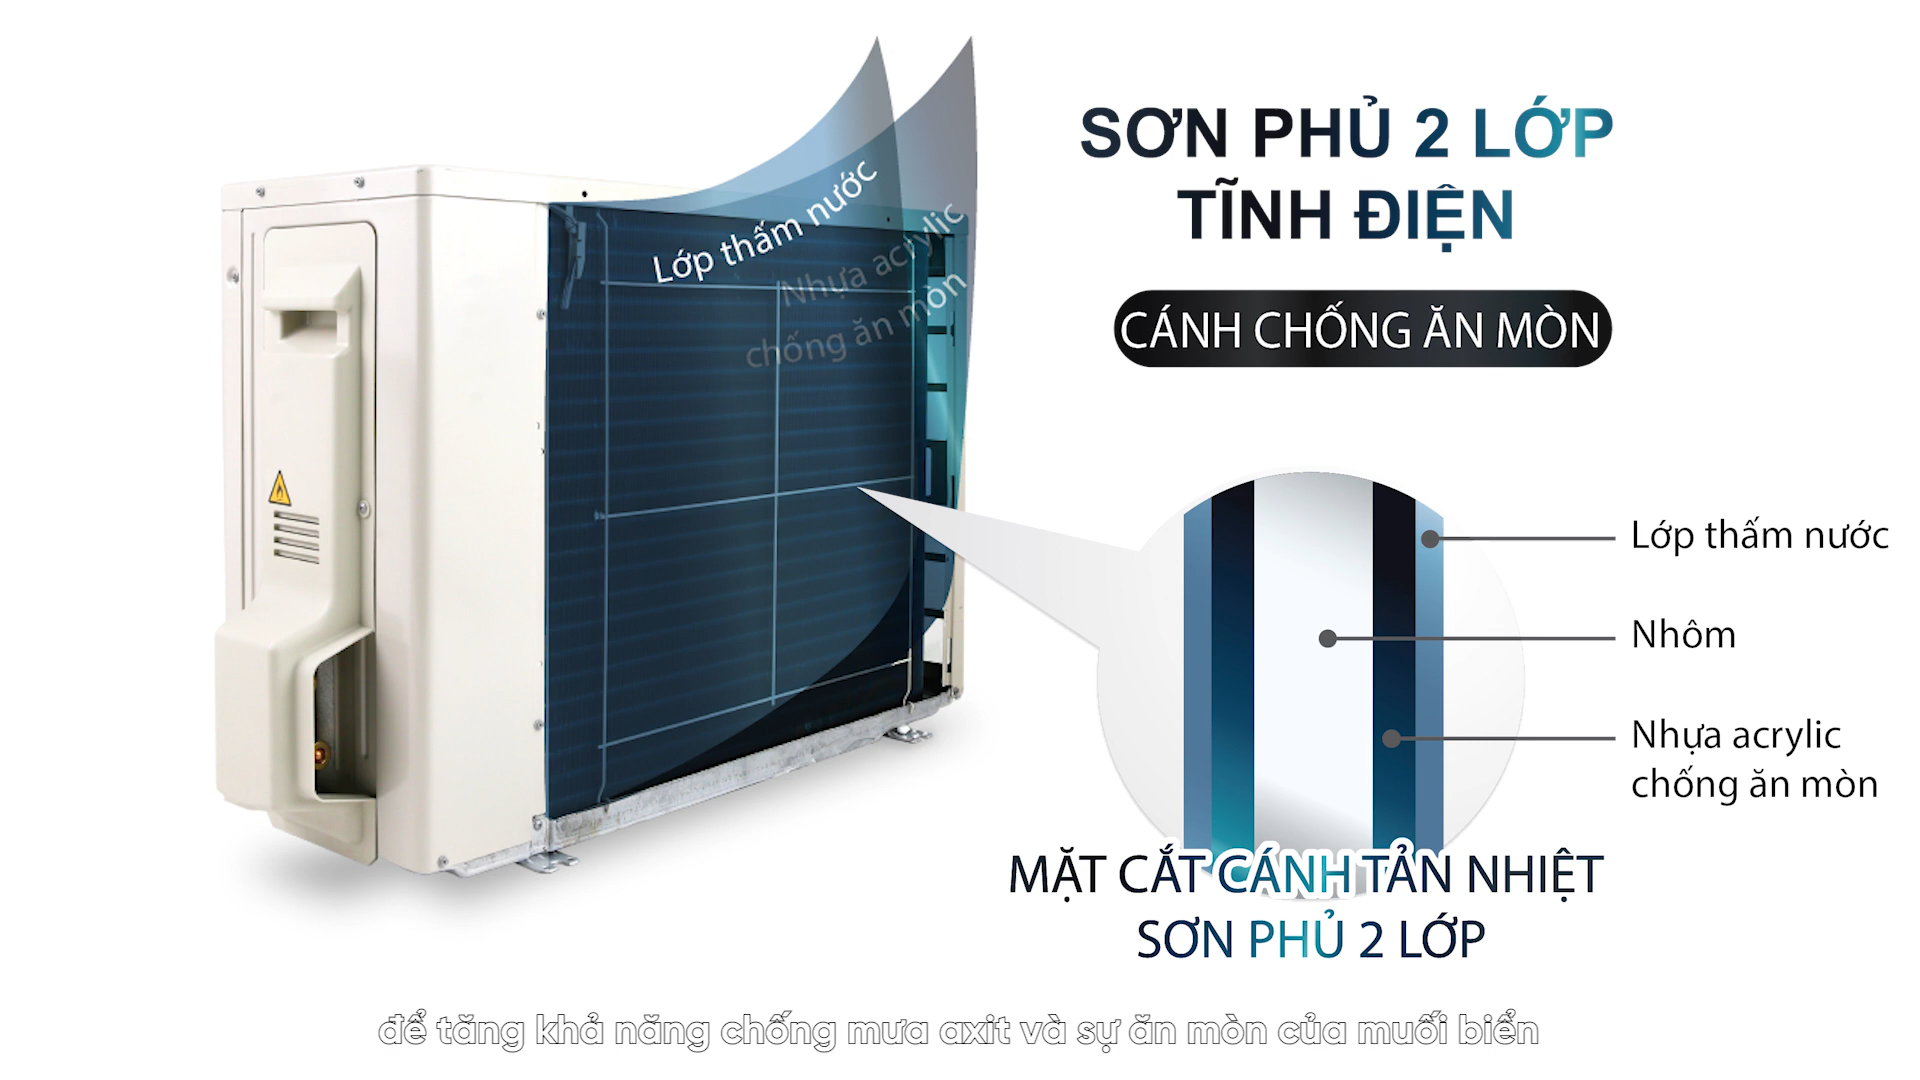 SƠN PHỦ 2 LỚP
TĨNH ĐIỆN
CÁNH CHỐNG ĂN MÒN
Lớp thấm nước
Nhựa acrylic
chống ăn mòn
Lớp thấm nước
Nhôm
Nhựa acrylic
chống ăn mòn
MẶT CẮT CÁNH TẢN NHIỆT
SƠN PHỦ 2 LỚP
để tăng khả năng chống mưa axit và sự ăn mòn của muối biển